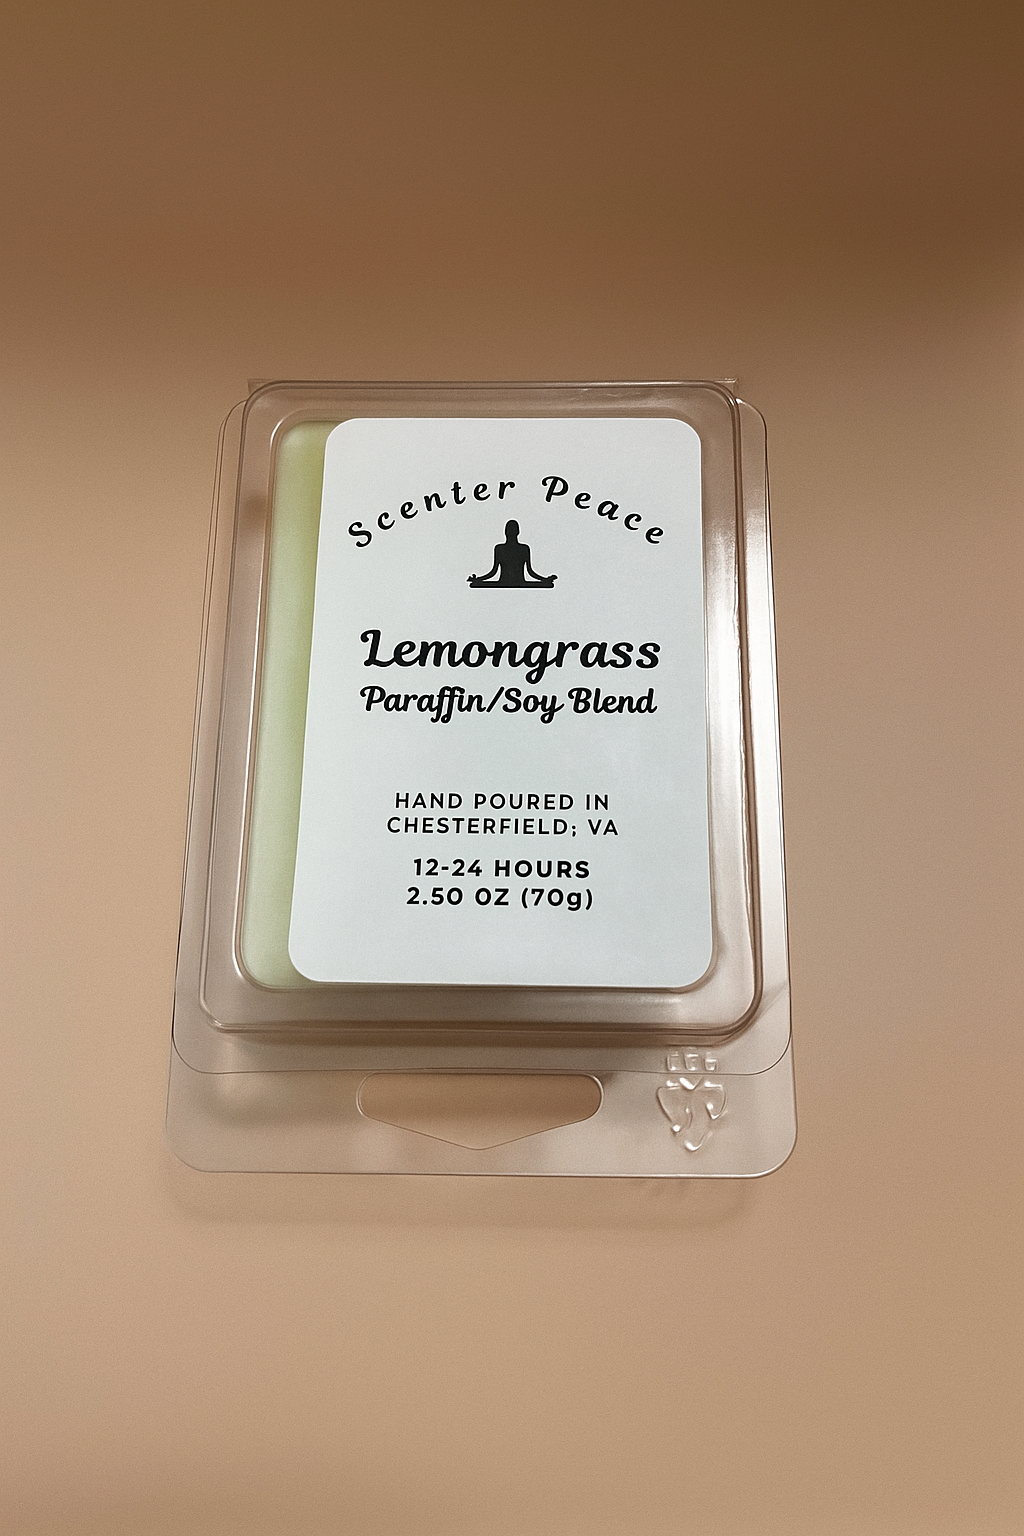 Scenter Peace
Lemongrass
Paraffin/Soy Blend
HAND POURED IN
CHESTERFIELD; VA
12-24 HOURS
2.50 OZ (70g)